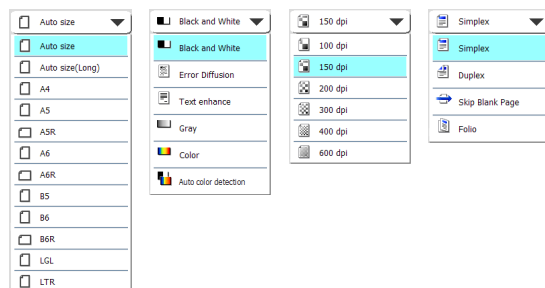 Auto size
Auto size
Auto size(Long)
A4
A5
A5R
A6
A6R
B5
B6
B6R
LGL
LTR
Black and White
Black and White
Error Diffusion
Text enhance
Gray
Color
Auto color detection
150 dpi
100 dpi
150 dpi
200 dpi
300 dpi
400 dpi
600 dpi
Simplex
Simplex
Duplex
Skip Blank Page
Folio